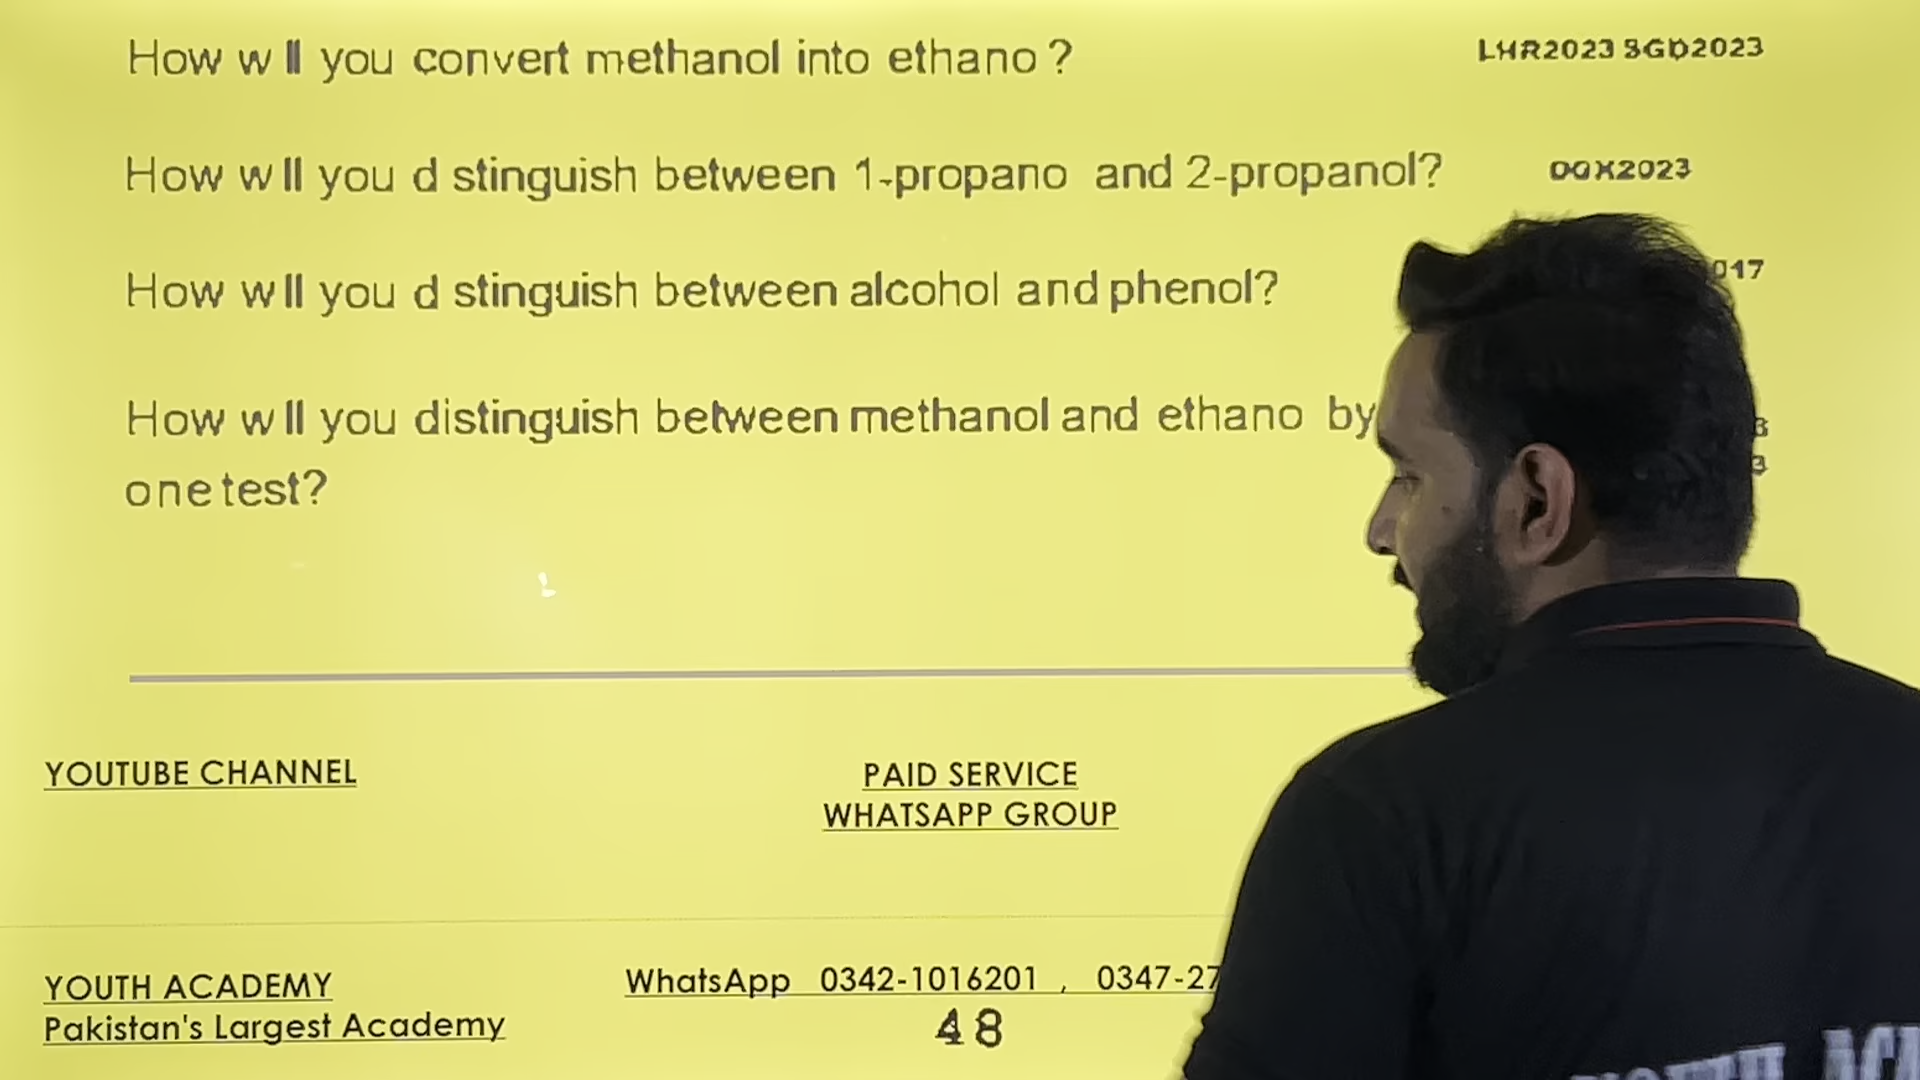 How w ll you convert methanol into ethano ? LHR2023 SGD2023
How w ll you d stinguish between 1-propano and 2-propanol? DGK2023
How w ll you d stinguish between alcohol and phenol? 017
How w ll you distinguish between methanol and ethano by 3
one test? 3
YOUTUBE CHANNEL
PAID SERVICE
WHATSAPP GROUP
YOUTH ACADEMY
Pakistan's Largest Academy
WhatsApp 0342-1016201 , 0347-27
48